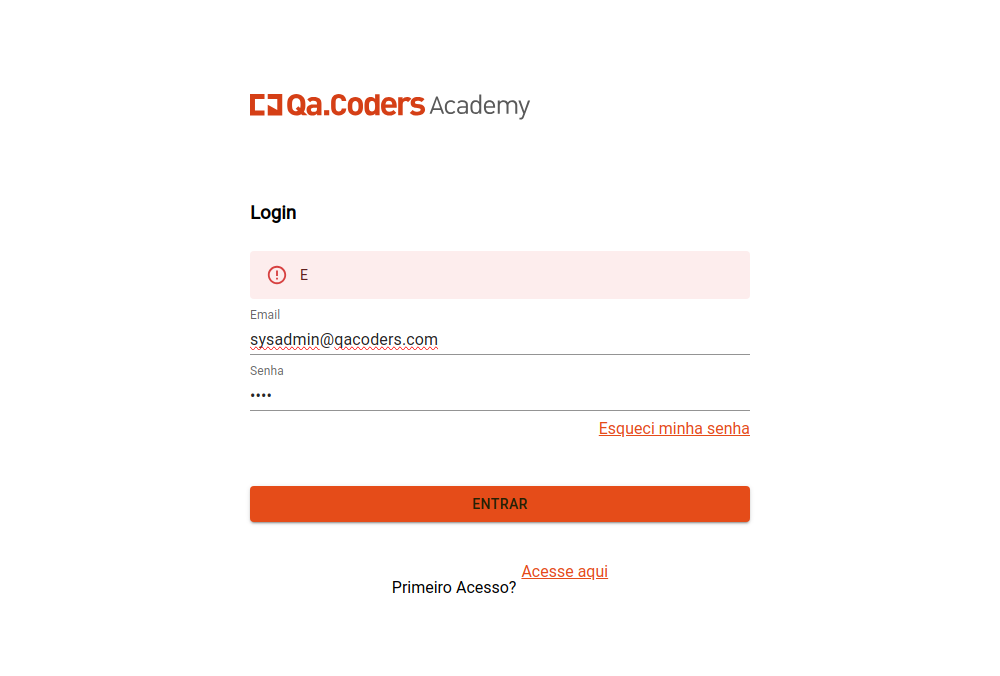 Qa.Coders Academy
Login
E
Email
sysadmin@qacoders.com
Senha
••••
Esqueci minha senha
ENTRAR
Primeiro Acesso? Acesse aqui